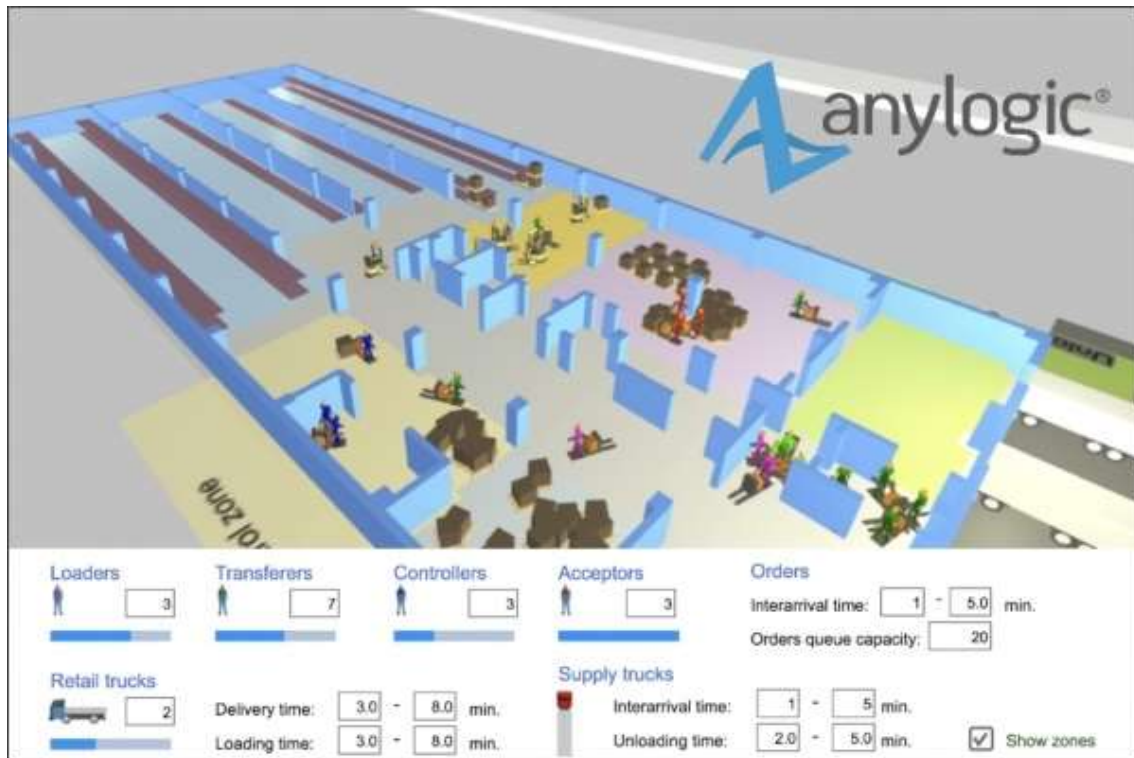 anylogic®
ol zone
Loaders
Transferers
Controllers
Acceptors
Orders
3
7
3
3
Interarrival time: 1 - 5.0 min.
Orders queue capacity: 20
Retail trucks
2
Delivery time: 3.0 - 8.0 min.
Loading time: 3.0 - 8.0 min.
Supply trucks
Interarrival time: 1 - 5 min.
Unloading time: 2.0 - 5.0 min.
Show zones